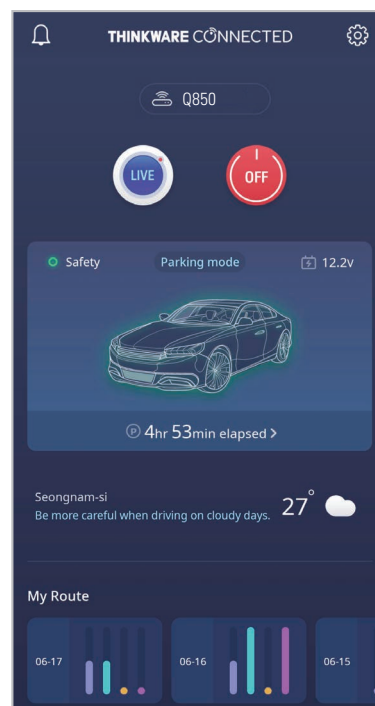 THINKWARE CONNECTED
Q850
LIVE
OFF
Safety
Parking mode
12.2v
P 4hr 53min elapsed >
Seongnam-si
Be more careful when driving on cloudy days.
27°
My Route
06-17
06-16
06-15